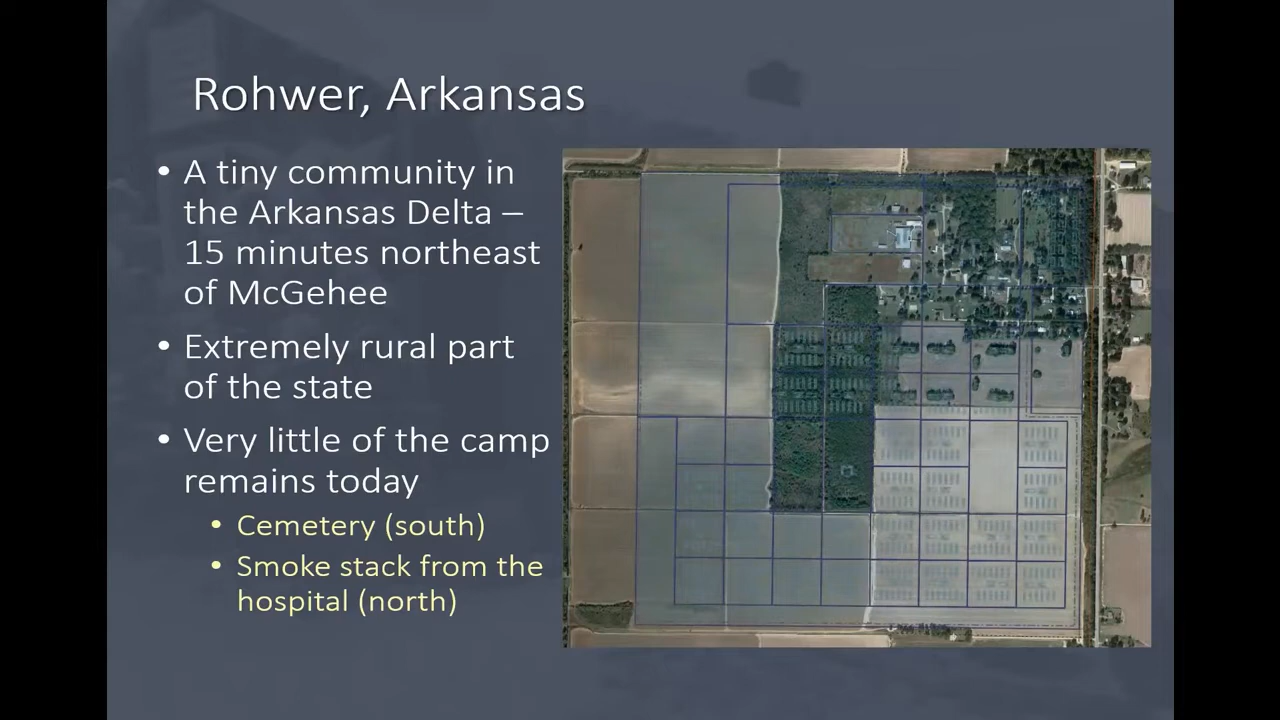 Rohwer, Arkansas
• A tiny community in
the Arkansas Delta –
15 minutes northeast
of McGehee
• Extremely rural part
of the state
• Very little of the camp
remains today
• Cemetery (south)
• Smoke stack from the
hospital (north)